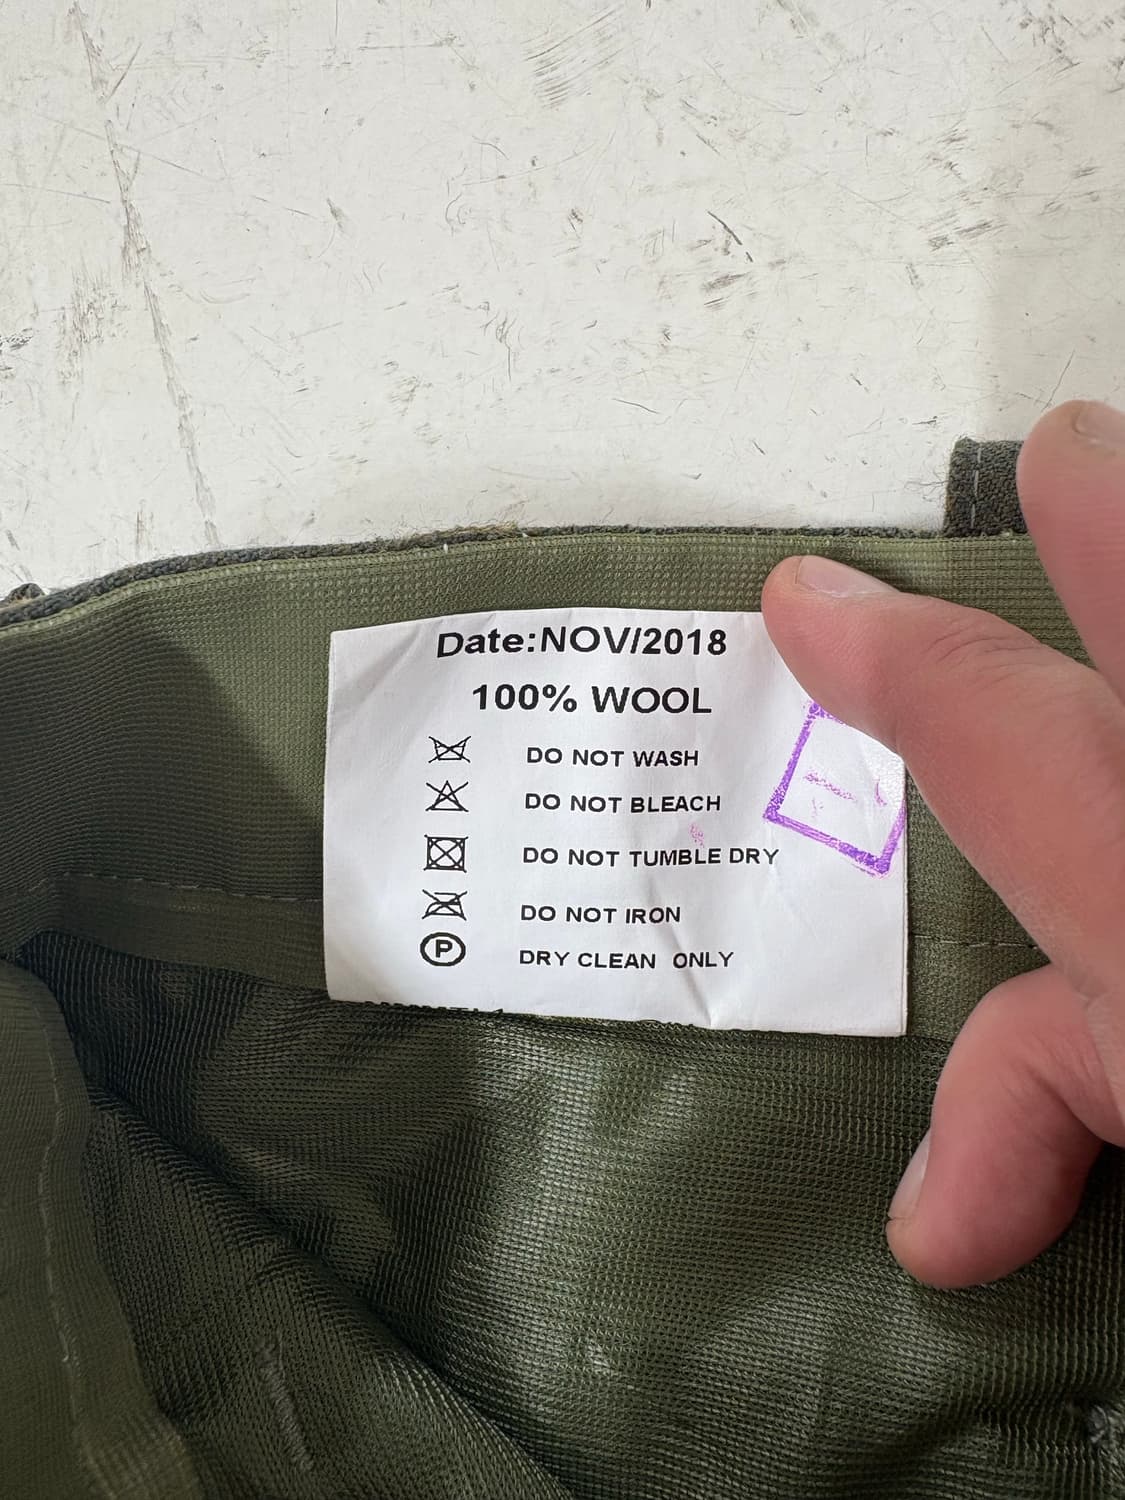 Date:NOV/2018
100% WOOL
DO NOT WASH
DO NOT BLEACH
DO NOT TUMBLE DRY
DO NOT IRON
P DRY CLEAN ONLY